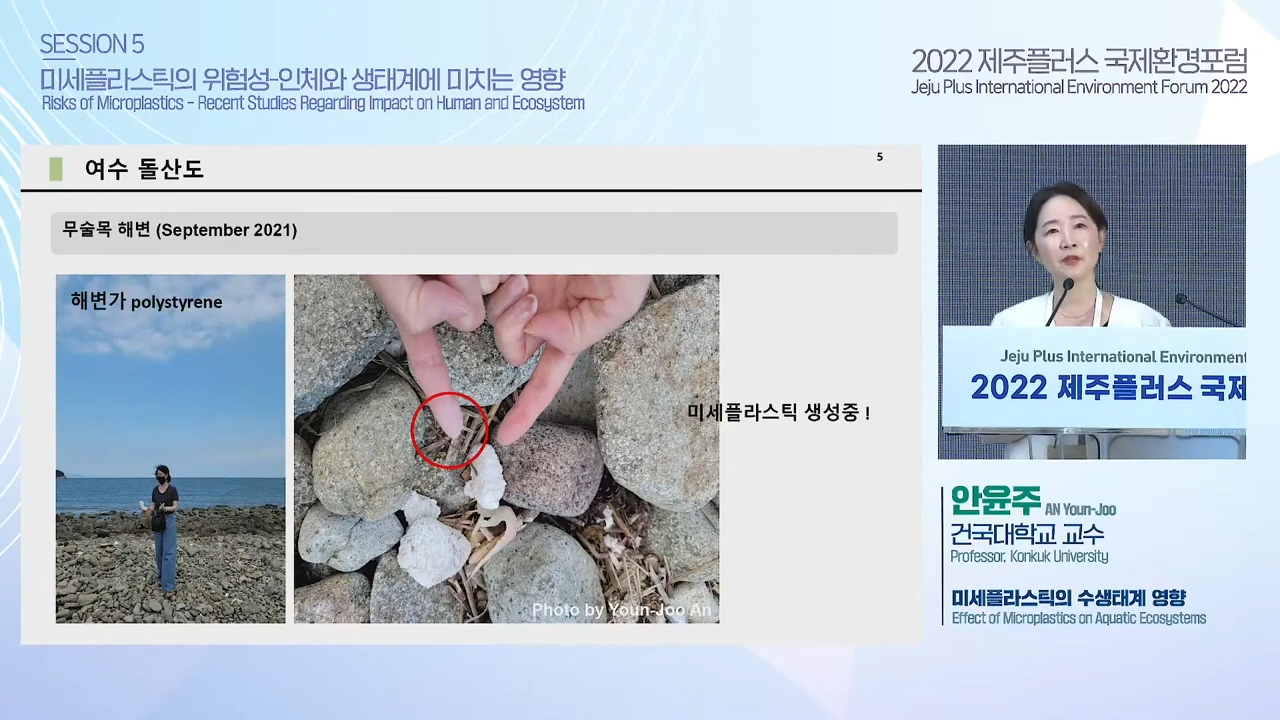 SESSION 5
미세플라스틱의 위험성-인체와 생태계에 미치는 영향
Risks of Microplastics - Recent Studies Regarding Impact on Human and Ecosystem
2022 제주플러스 국제환경포럼
Jeju Plus International Environment Forum 2022
여수 돌산도
5
무술목 해변 (September 2021)
해변가 polystyrene
미세플라스틱 생성중 !
Photo by Youn-Joo An
Jeju Plus International Environment
2022 제주플러스 국제
안윤주 AN Youn-Joo
건국대학교 교수
Professor, Konkuk University
미세플라스틱의 수생태계 영향
Effect of Microplastics on Aquatic Ecosystems